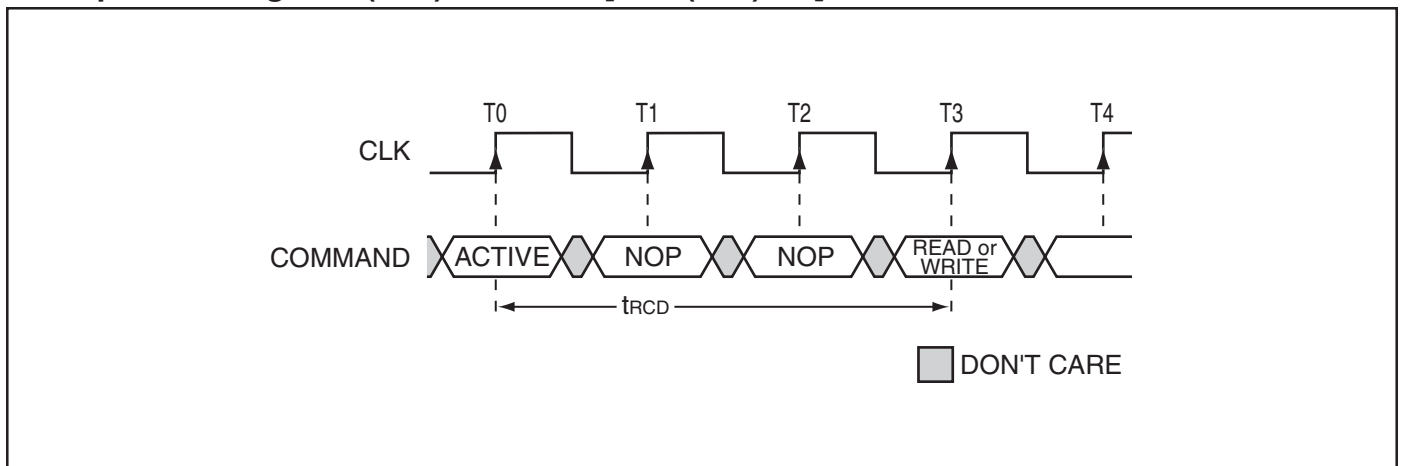 T0 T1 T2 T3 T4
CLK
COMMAND ACTIVE NOP NOP READ or
WRITE
tRCD
DON'T CARE